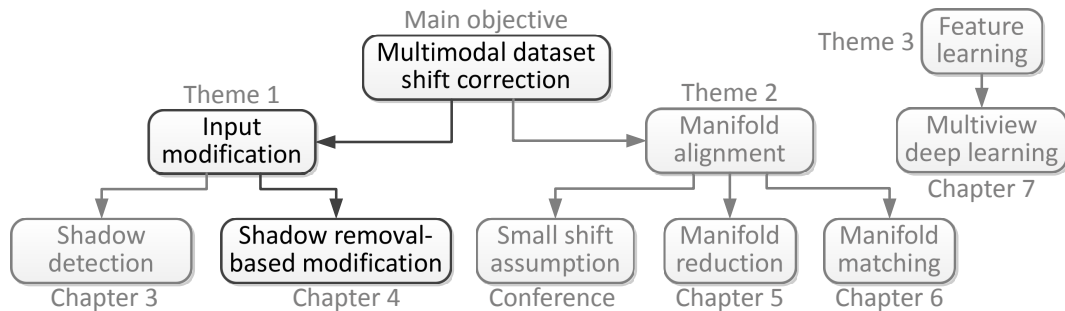 Main objective
Multimodal dataset
shift correction
Theme 1
Input
modification
Shadow
detection
Chapter 3
Shadow removal-
based modification
Chapter 4
Theme 2
Manifold
alignment
Small shift
assumption
Conference
Manifold
reduction
Chapter 5
Manifold
matching
Chapter 6
Theme 3
Feature
learning
Multiview
deep learning
Chapter 7